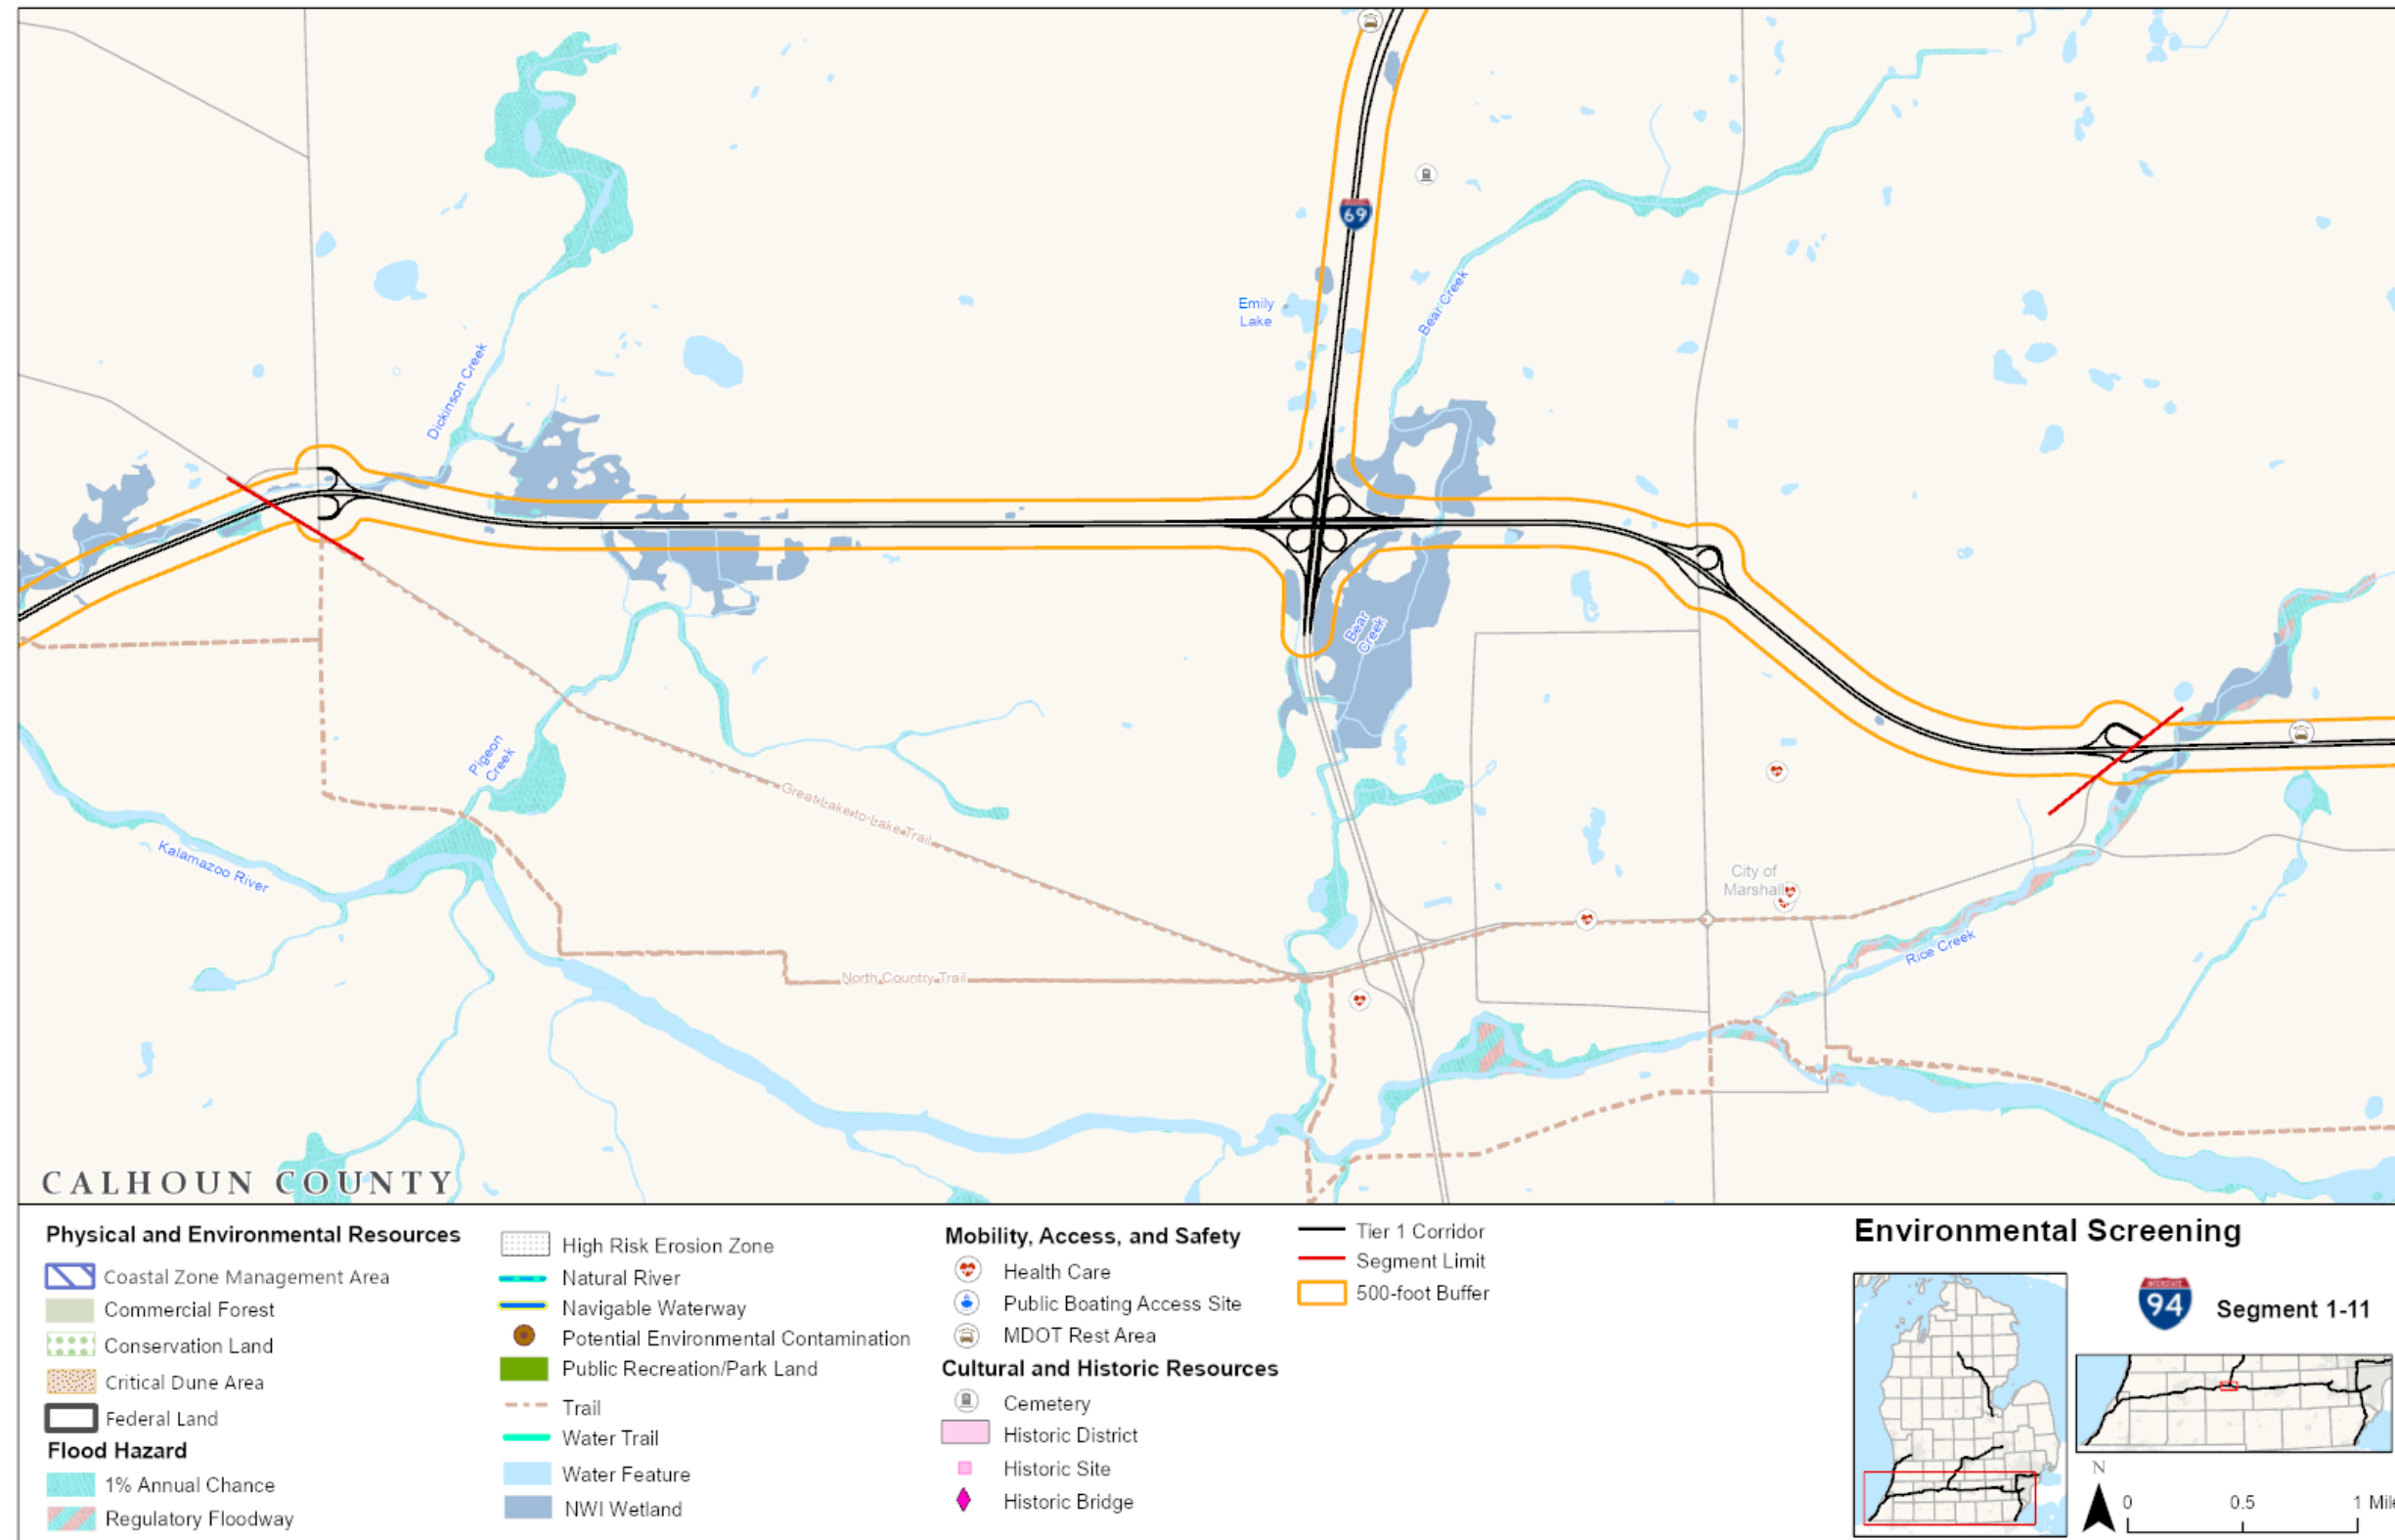 69
Emily
Lake
Bear Creek
Dickinson Creek
Bear
Creek
Pigeon
Creek
Great Lake to Lake Trail
Kalamazoo River
City of
Marshall
Rice Creek
North Country Trail
CALHOUN COUNTY
Physical and Environmental Resources
Coastal Zone Management Area
Commercial Forest
Conservation Land
Critical Dune Area
Federal Land
Flood Hazard
1% Annual Chance
Regulatory Floodway
High Risk Erosion Zone
Natural River
Navigable Waterway
Potential Environmental Contamination
Public Recreation/Park Land
Trail
Water Trail
Water Feature
NWI Wetland
Mobility, Access, and Safety
Health Care
Public Boating Access Site
MDOT Rest Area
Cultural and Historic Resources
Cemetery
Historic District
Historic Site
Historic Bridge
Tier 1 Corridor
Segment Limit
500-foot Buffer
Environmental Screening
INTERSTATE
94
Segment 1-11
N
0 0.5 1 Mile